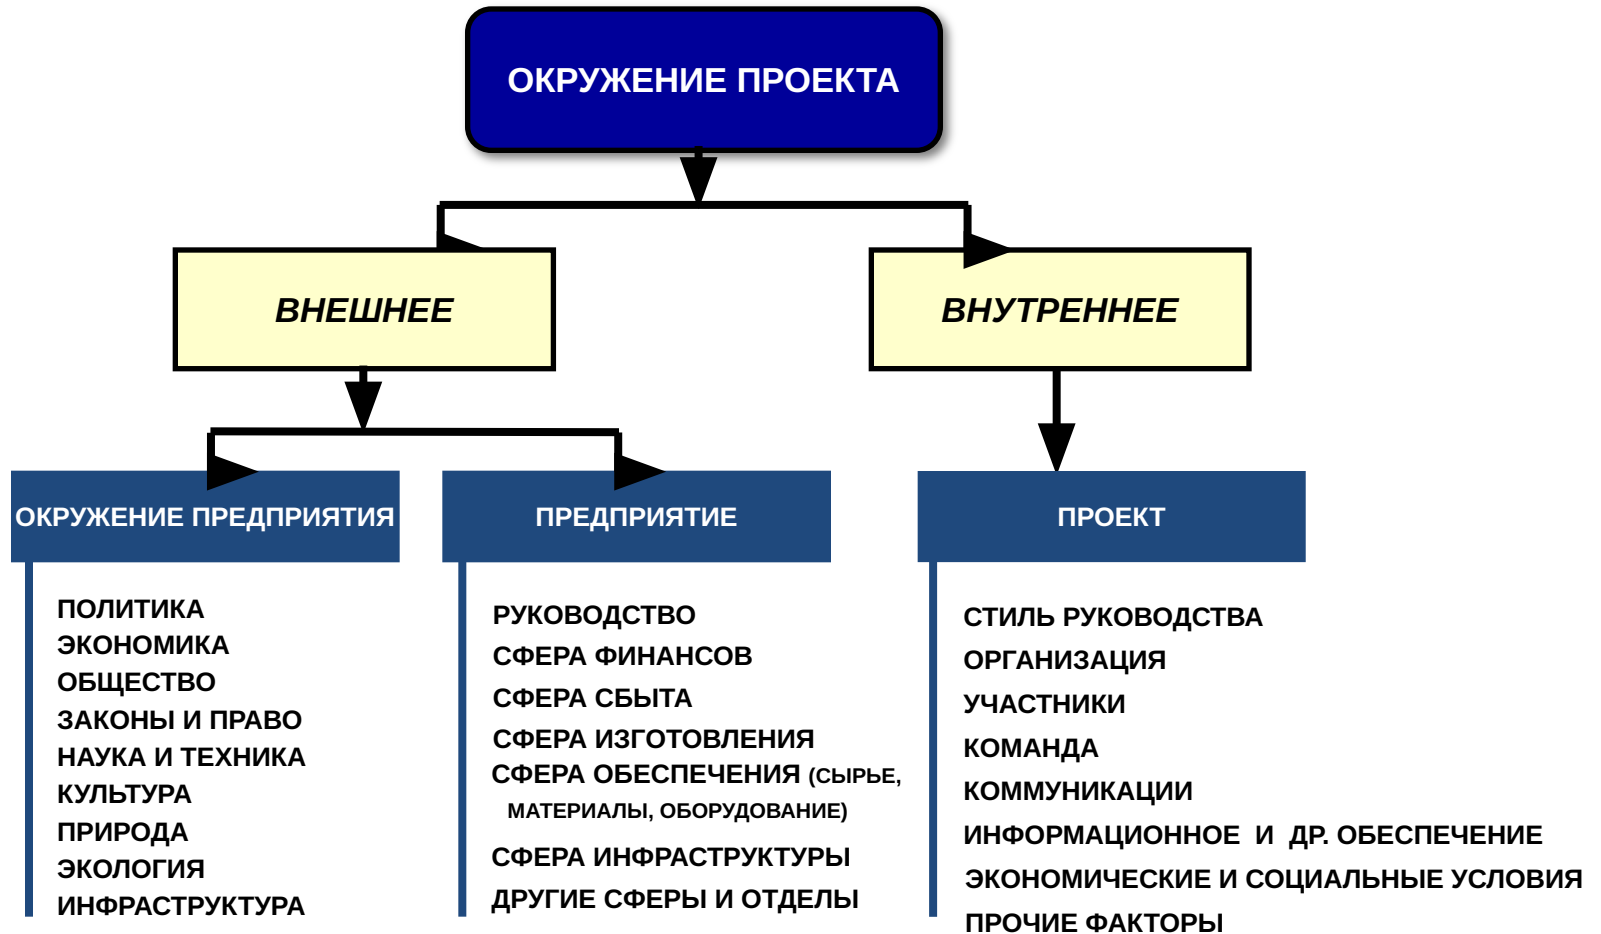 ОКРУЖЕНИЕ ПРОЕКТА
ВНЕШНЕЕ
ВНУТРЕННЕЕ
ОКРУЖЕНИЕ ПРЕДПРИЯТИЯ
ПОЛИТИКА
ЭКОНОМИКА
ОБЩЕСТВО
ЗАКОНЫ И ПРАВО
НАУКА И ТЕХНИКА
КУЛЬТУРА
ПРИРОДА
ЭКОЛОГИЯ
ИНФРАСТРУКТУРА
ПРЕДПРИЯТИЕ
РУКОВОДСТВО
СФЕРА ФИНАНСОВ
СФЕРА СБЫТА
СФЕРА ИЗГОТОВЛЕНИЯ
СФЕРА ОБЕСПЕЧЕНИЯ (СЫРЬЕ,
МАТЕРИАЛЫ, ОБОРУДОВАНИЕ)
СФЕРА ИНФРАСТРУКТУРЫ
ДРУГИЕ СФЕРЫ И ОТДЕЛЫ
ПРОЕКТ
СТИЛЬ РУКОВОДСТВА
ОРГАНИЗАЦИЯ
УЧАСТНИКИ
КОМАНДА
КОММУНИКАЦИИ
ИНФОРМАЦИОННОЕ И ДР. ОБЕСПЕЧЕНИЕ
ЭКОНОМИЧЕСКИЕ И СОЦИАЛЬНЫЕ УСЛОВИЯ
ПРОЧИЕ ФАКТОРЫ